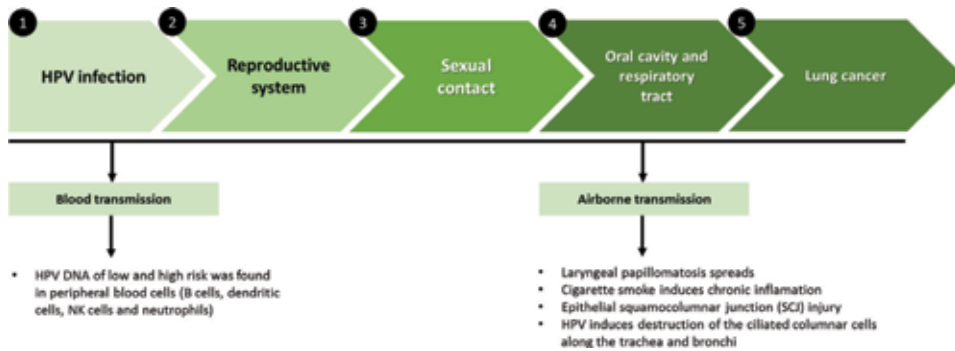 1
2
3
4
5
HPV infection
Reproductive
system
Sexual
contact
Oral cavity and
respiratory
tract
Lung cancer
Blood transmission
Airborne transmission
• HPV DNA of low and high risk was found
in peripheral blood cells (B cells, dendritic
cells, NK cells and neutrophils)
• Laryngeal papillomatosis spreads
• Cigarette smoke induces chronic inflamation
• Epithelial squamocolumnar junction (SCJ) injury
• HPV induces destruction of the ciliated columnar cells
along the trachea and bronchi